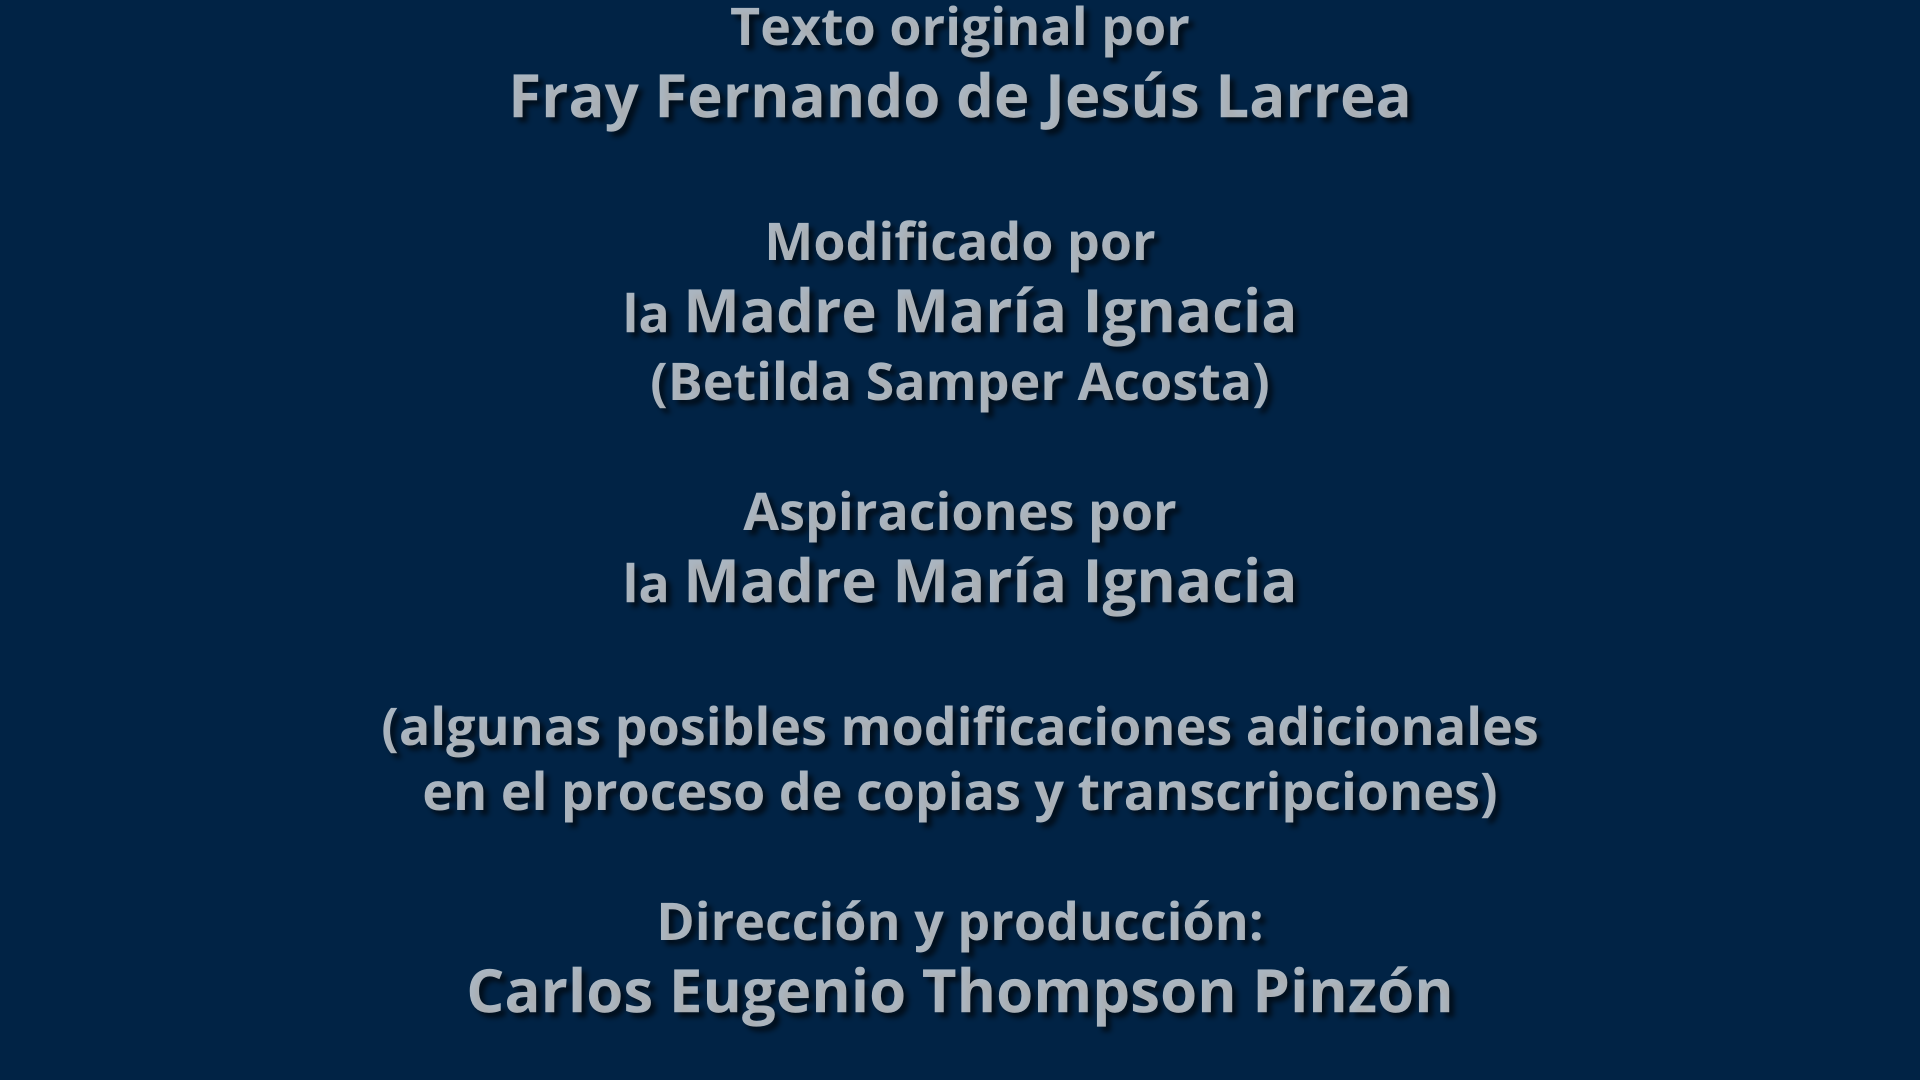 Texto original por
Fray Fernando de Jesús Larrea
Modificado por
la Madre María Ignacia
(Betilda Samper Acosta)
Aspiraciones por
la Madre María Ignacia
(algunas posibles modificaciones adicionales
en el proceso de copias y transcripciones)
Dirección y producción:
Carlos Eugenio Thompson Pinzón